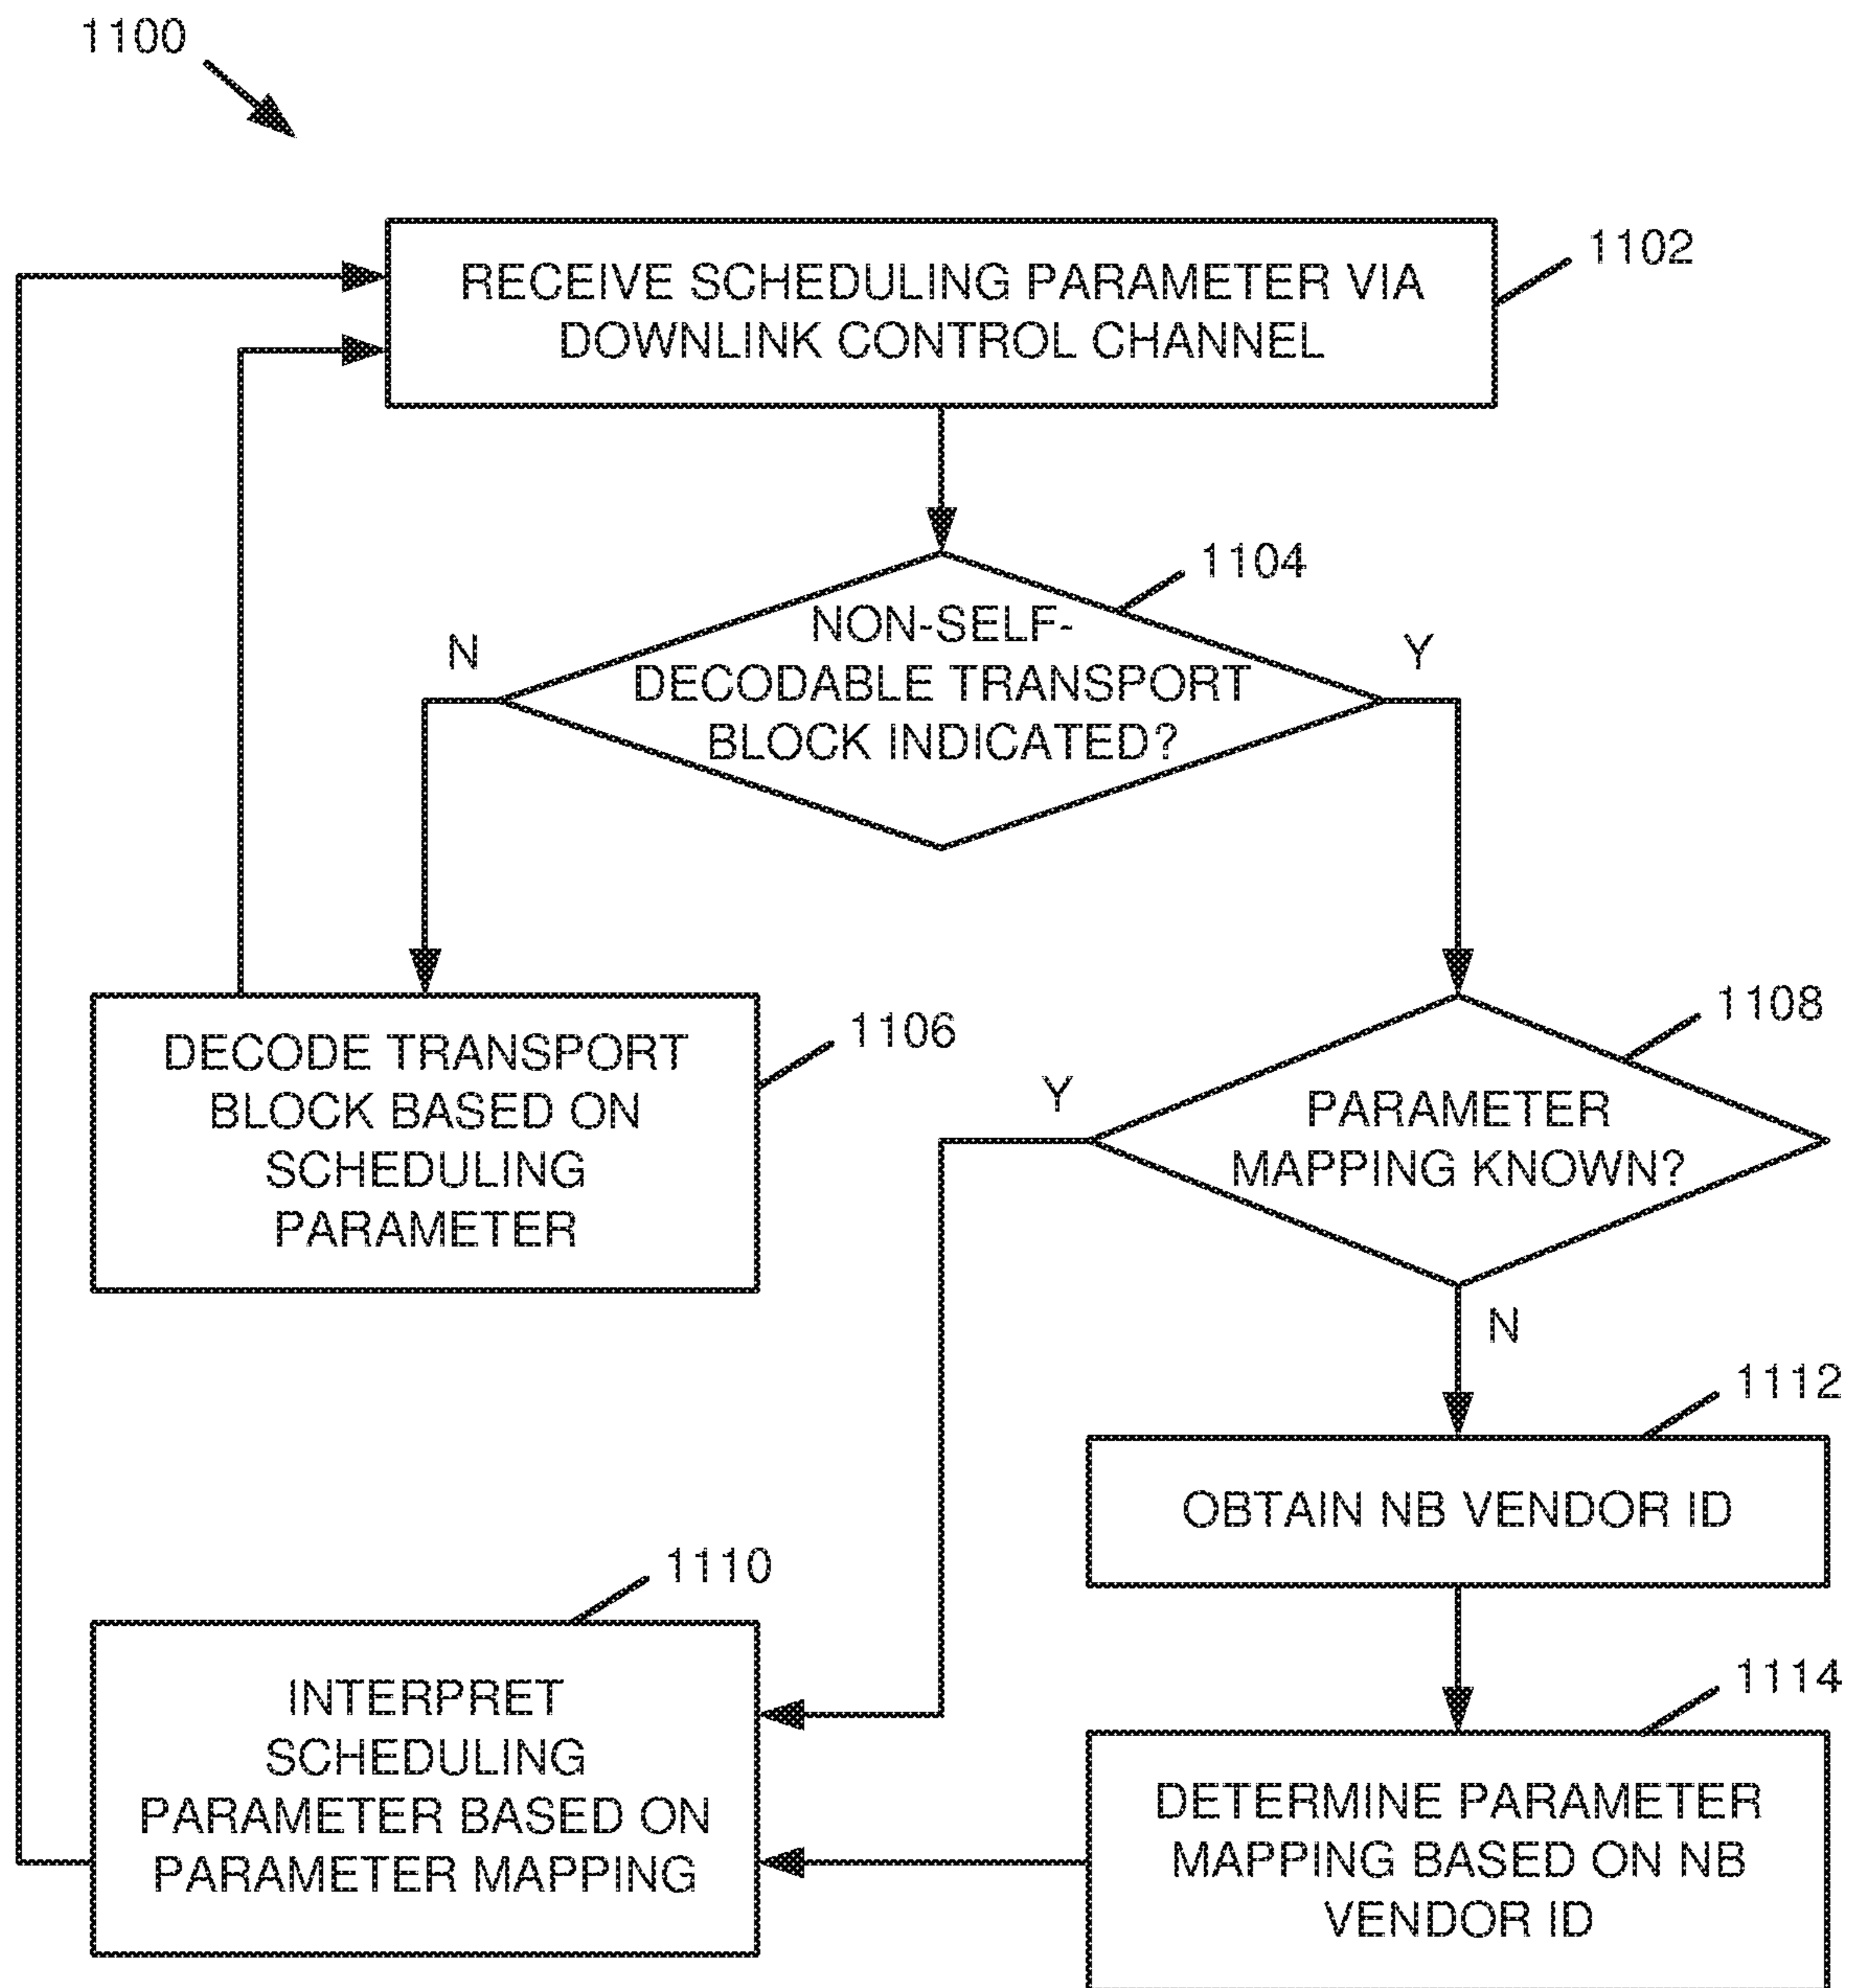 1100
RECEIVE SCHEDULING PARAMETER VIA
DOWNLINK CONTROL CHANNEL
1102
1104
NON-SELF-
DECODABLE TRANSPORT
BLOCK INDICATED?
N
Y
DECODE TRANSPORT
BLOCK BASED ON
SCHEDULING
PARAMETER
1106
1108
PARAMETER
MAPPING KNOWN?
Y
N
1112
OBTAIN NB VENDOR ID
1110
INTERPRET
SCHEDULING
PARAMETER BASED ON
PARAMETER MAPPING
1114
DETERMINE PARAMETER
MAPPING BASED ON NB
VENDOR ID